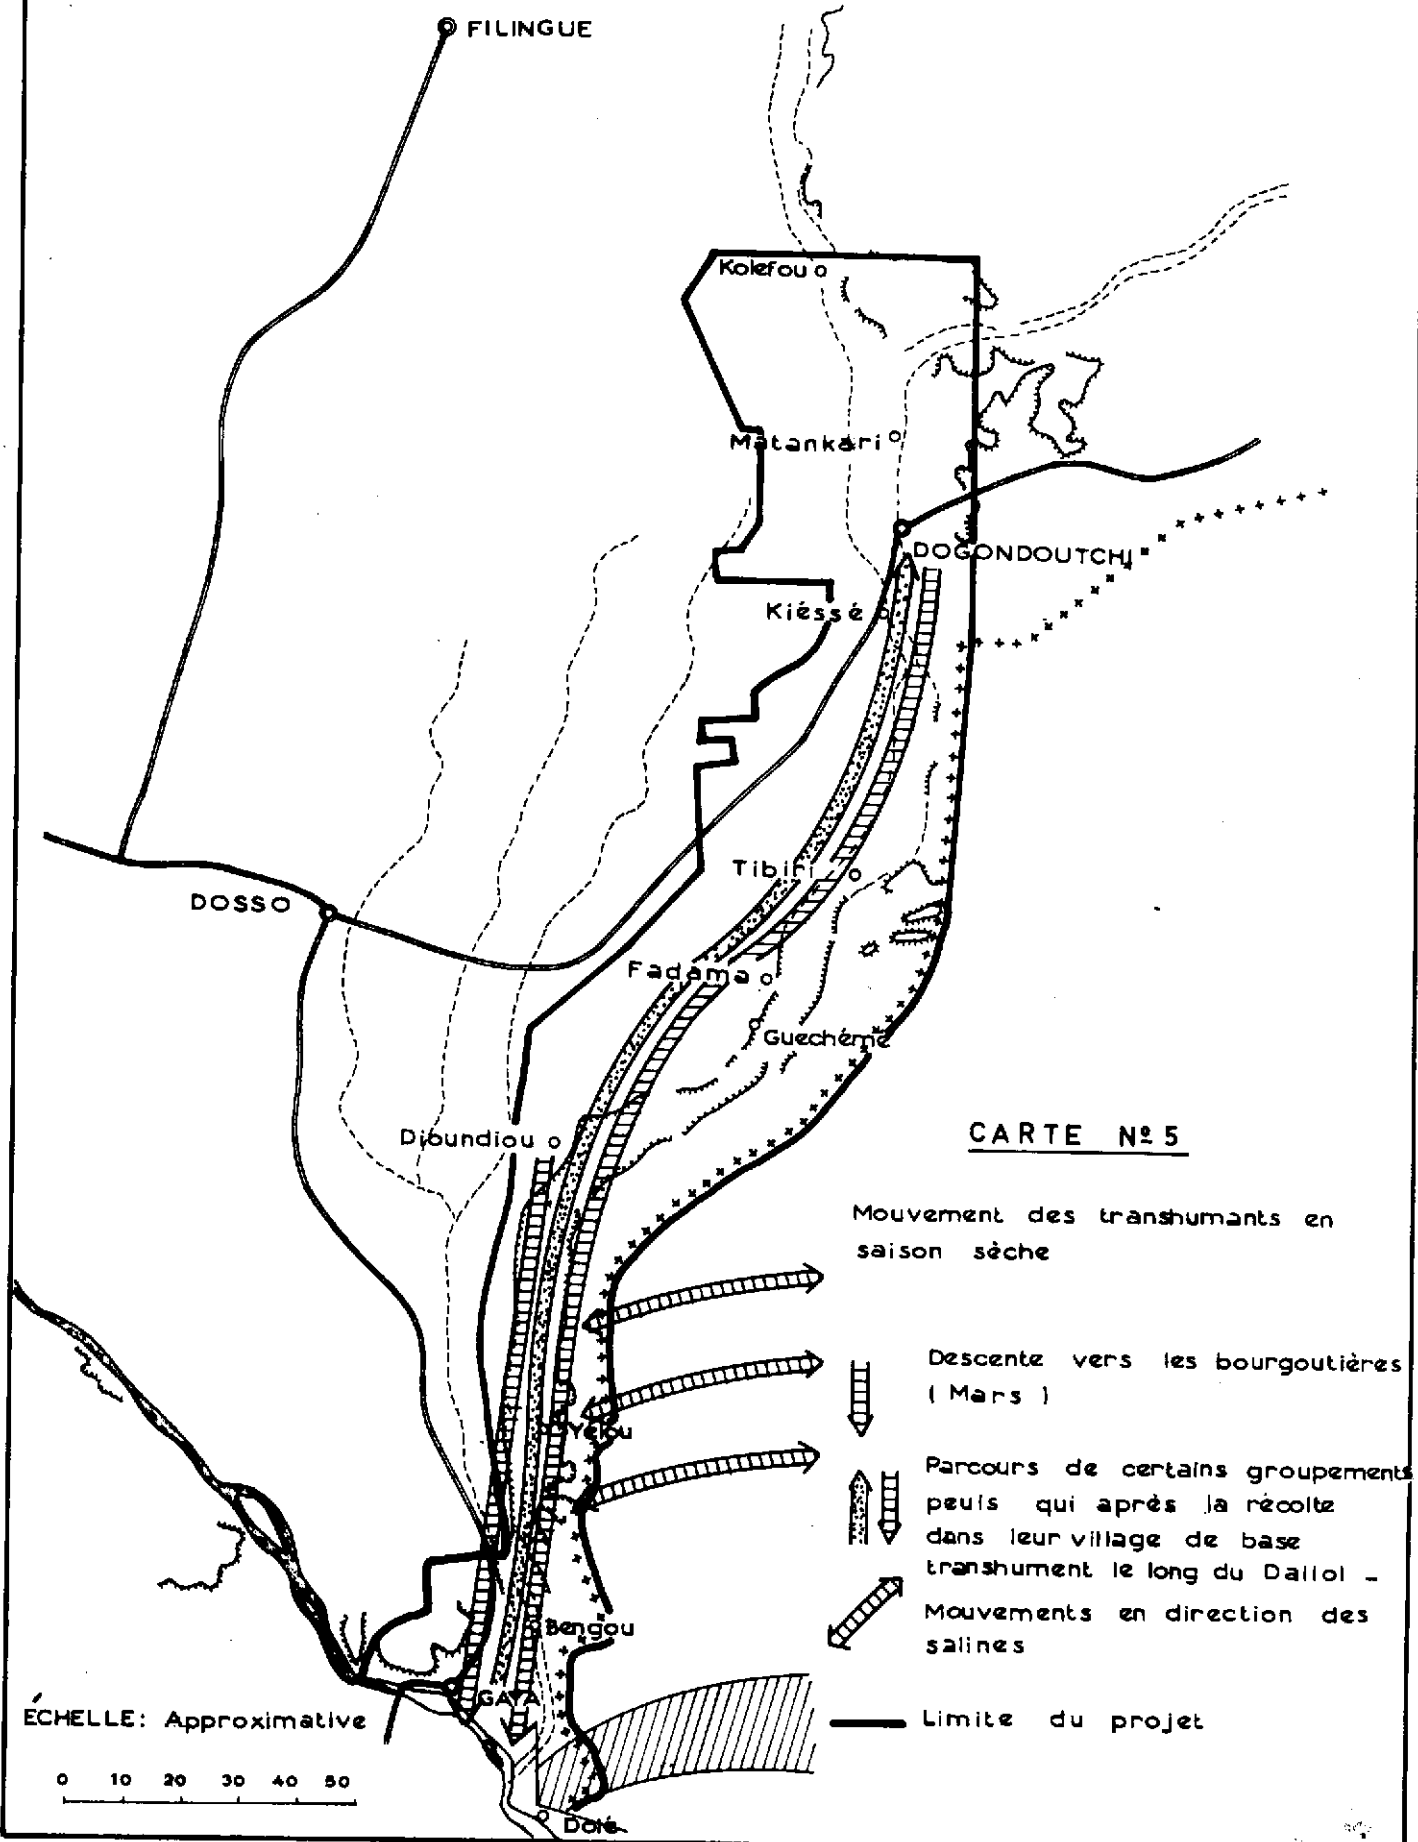 FILINGUE
Kolefou
Matankari
DOGONDOUTCHI
Kiéssé
Tibiri
DOSSO
Fadama
Guechémé
Dioundiou
CARTE Nº 5
Mouvement des transhumants en
saison sèche
Descente vers les bourgoutières
( Mars )
Yélou
Parcours de certains groupements
peuls qui après la récolte
dans leur village de base
transhument le long du Dallol -
Mouvements en direction des
salines
Bengou
GAYA
ÉCHELLE: Approximative
Limite du projet
0 10 20 30 40 50
Dolé